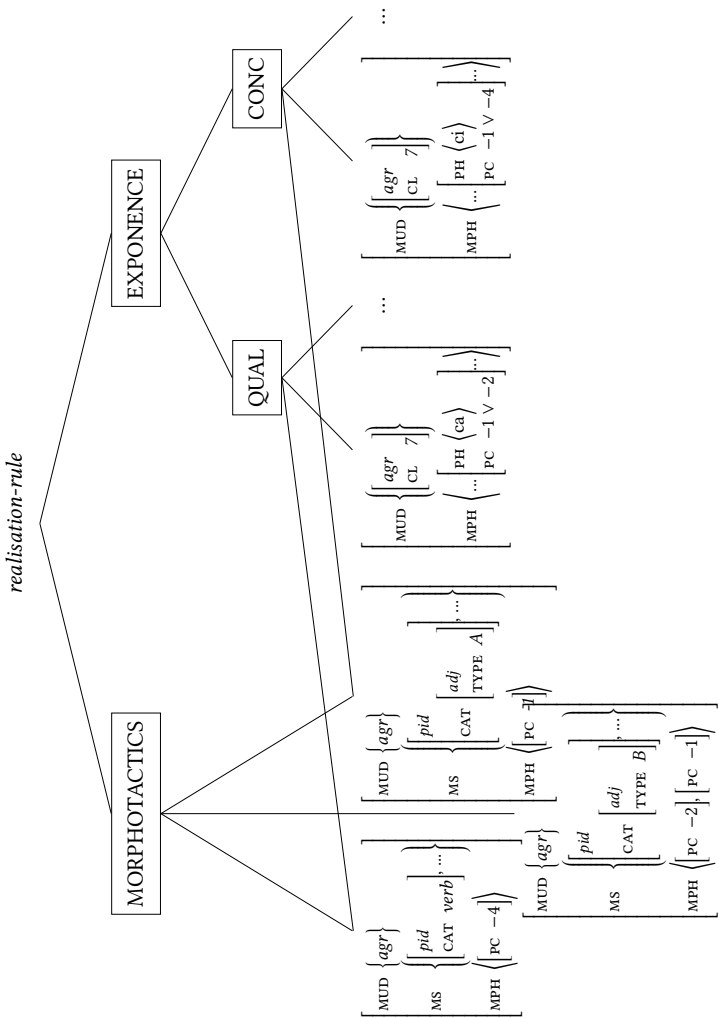 realisation-rule
MORPHOTACTICS EXPONENCE
QUAL CONC
MUD { agr }
MS { [ pid CAT verb ] , ... }
MPH ⟨ [ PC −4 ] ⟩
MUD { agr }
MS { [ pid CAT [ adj TYPE A ] ] , ... }
MPH ⟨ [ PC -1 ] ⟩
MUD { agr }
MS { [ pid CAT [ adj TYPE B ] ] , ... }
MPH ⟨ [ PC −2 ] , [ PC −1 ] ⟩
MUD { [ agr CL 7 ] }
MPH ⟨ ... [ PH ⟨ca⟩ PC −1 ∨ −2 ] ... ⟩
...
MUD { [ agr CL 7 ] }
MPH ⟨ ... [ PH ⟨ci⟩ PC −1 ∨ −4 ] ... ⟩
...